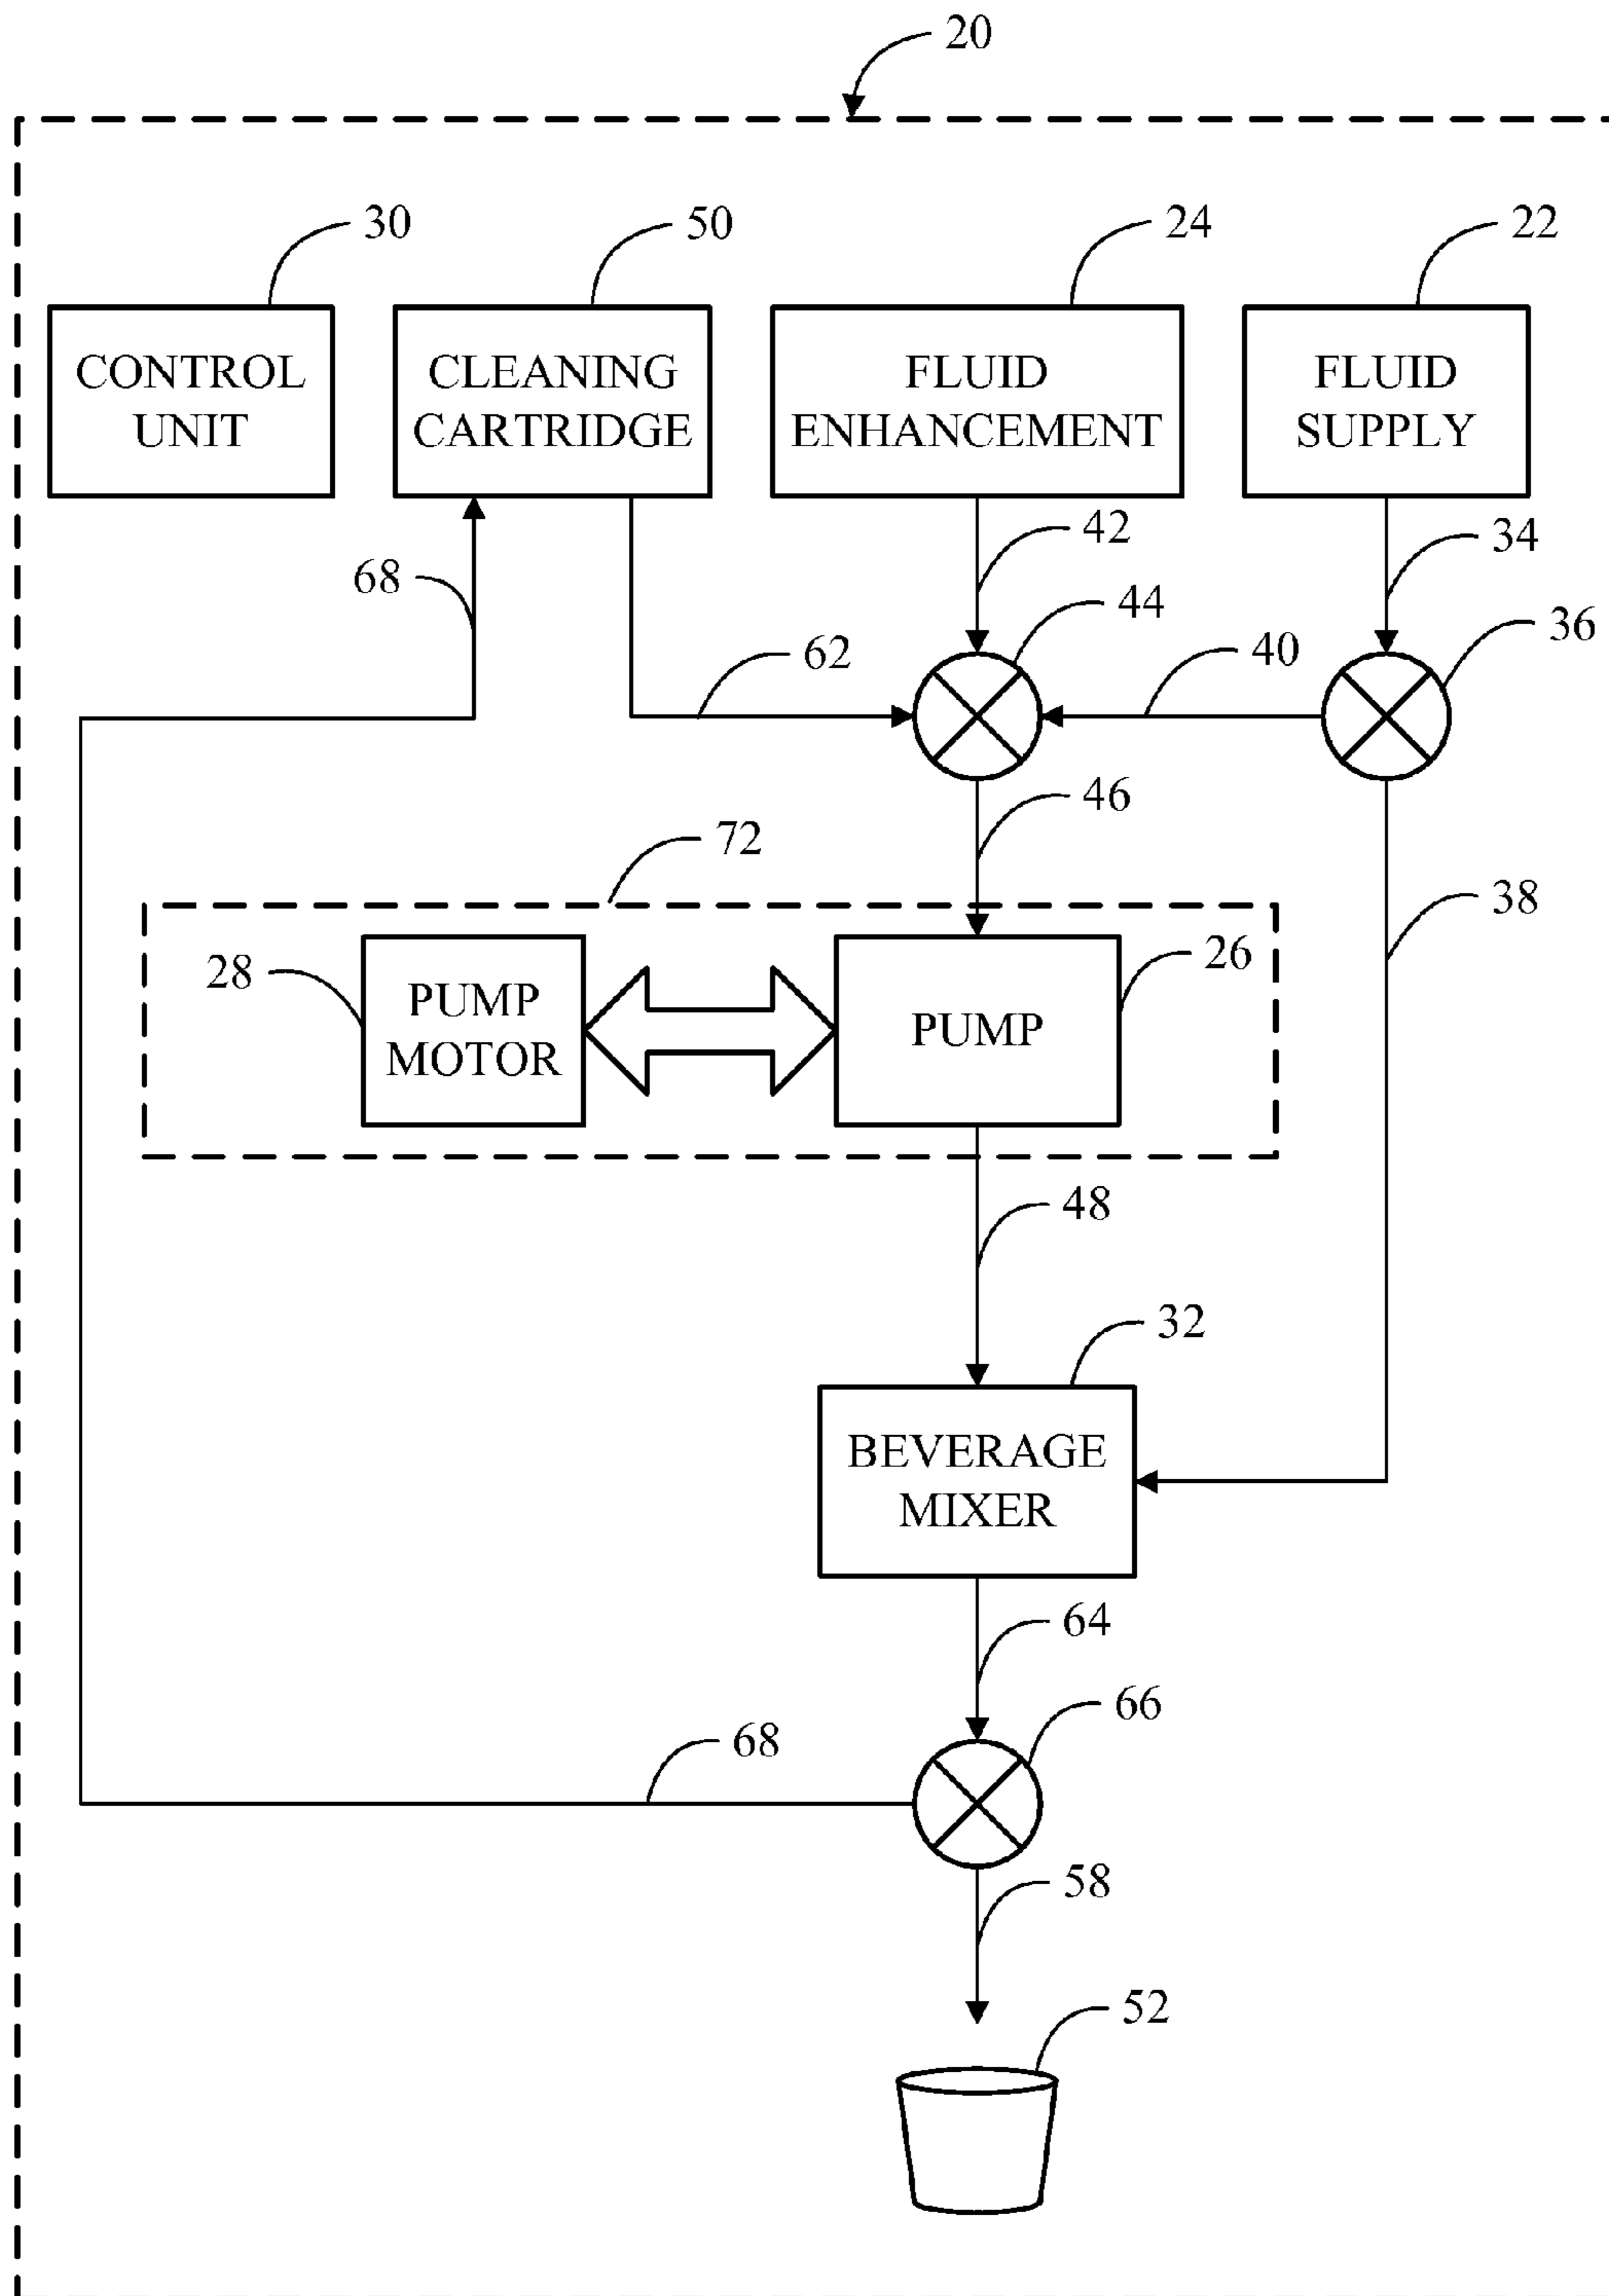 20
30
50
24
22
CONTROL
UNIT
CLEANING
CARTRIDGE
FLUID
ENHANCEMENT
FLUID
SUPPLY
42
34
68
44
36
62
40
46
72
38
28
26
PUMP
MOTOR
PUMP
48
32
BEVERAGE
MIXER
64
66
68
58
52